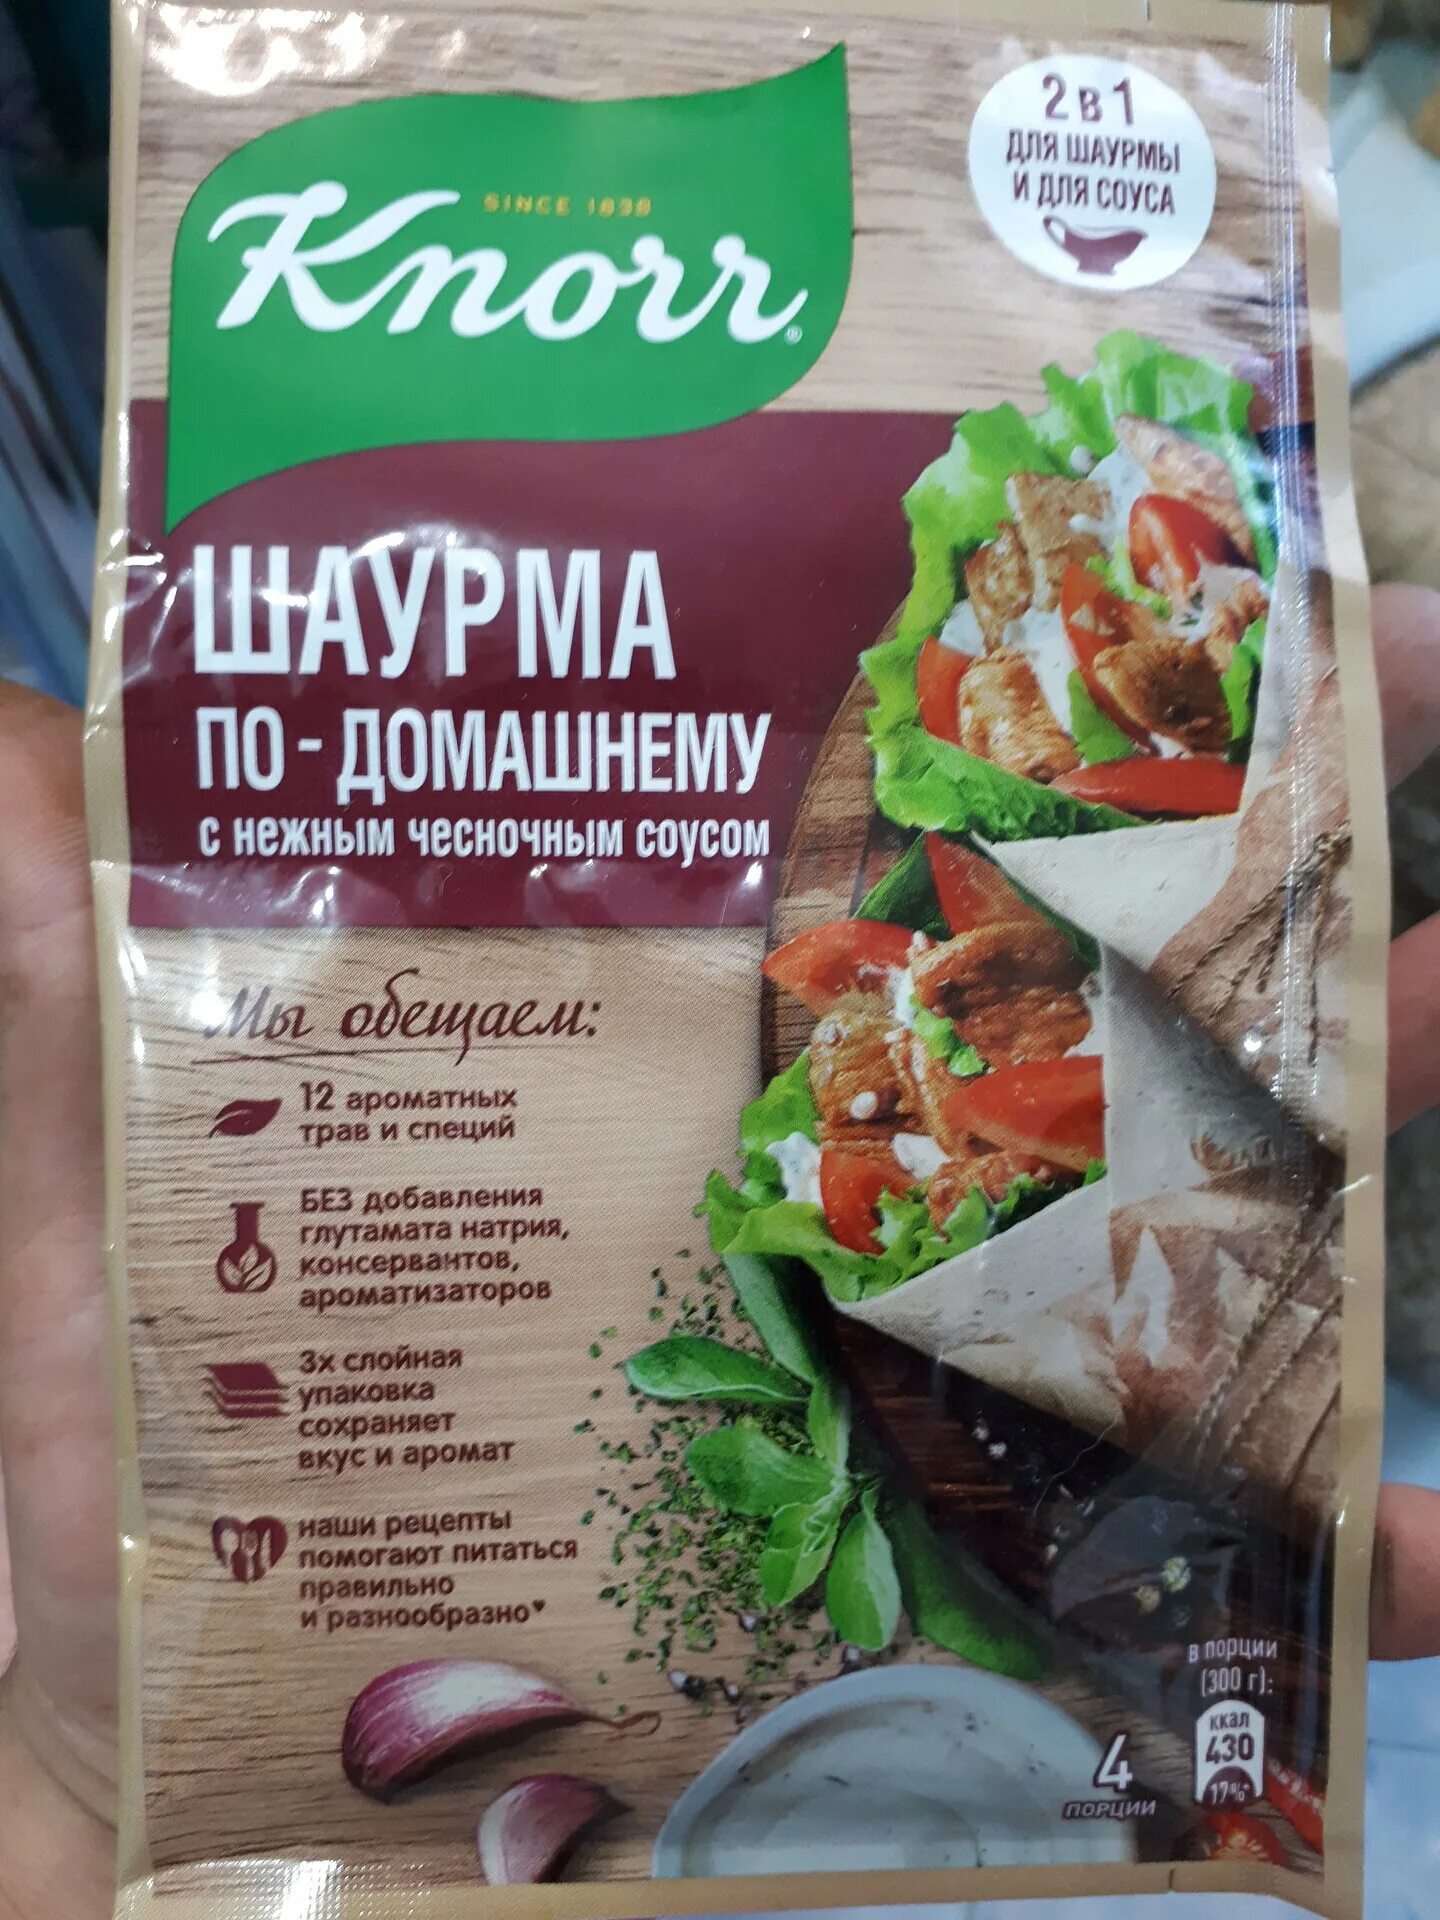 2 в 1
ДЛЯ ШАУРМЫ
И ДЛЯ СОУСА
SINCE 1838
Knorr®
ШАУРМА
ПО-ДОМАШНЕМУ
с нежным чесночным соусом
Мы обещаем:
12 ароматных
трав и специй
БЕЗ добавления
глутамата натрия,
консервантов,
ароматизаторов
3х слойная
упаковка
сохраняет
вкус и аромат
наши рецепты
помогают питаться
правильно
и разнообразно♥
в порции
(300 г):
ккал
430
17%*
4
порции